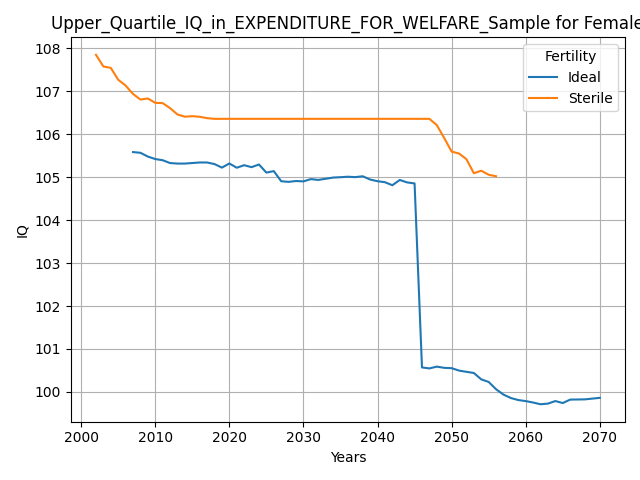 Upper_Quartile_IQ_in_EXPENDITURE_FOR_WELFARE_Sample for Female
108
107
106
105
104
103
102
101
100
IQ
Fertility
Ideal
Sterile
2000 2010 2020 2030 2040 2050 2060 2070
Years